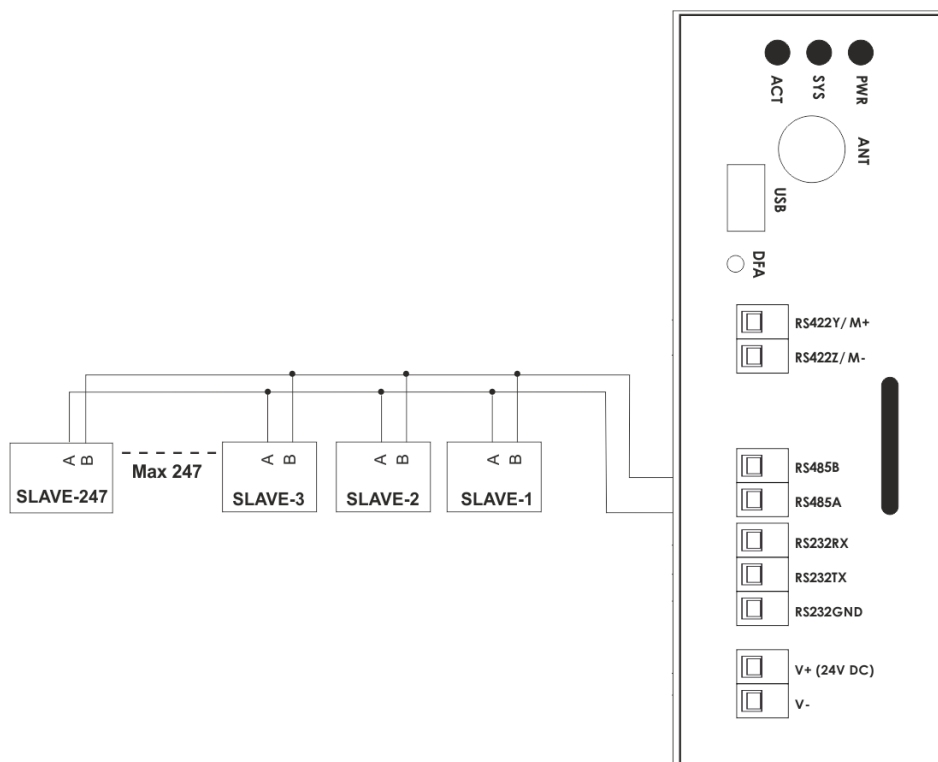 ACT
SYS
PWR
ANT
USB
DFA
RS422Y/ M+
RS422Z/ M-
A B
SLAVE-247
Max 247
A B
SLAVE-3
A B
SLAVE-2
A B
SLAVE-1
RS485B
RS485A
RS232RX
RS232TX
RS232GND
V+ (24V DC)
V-